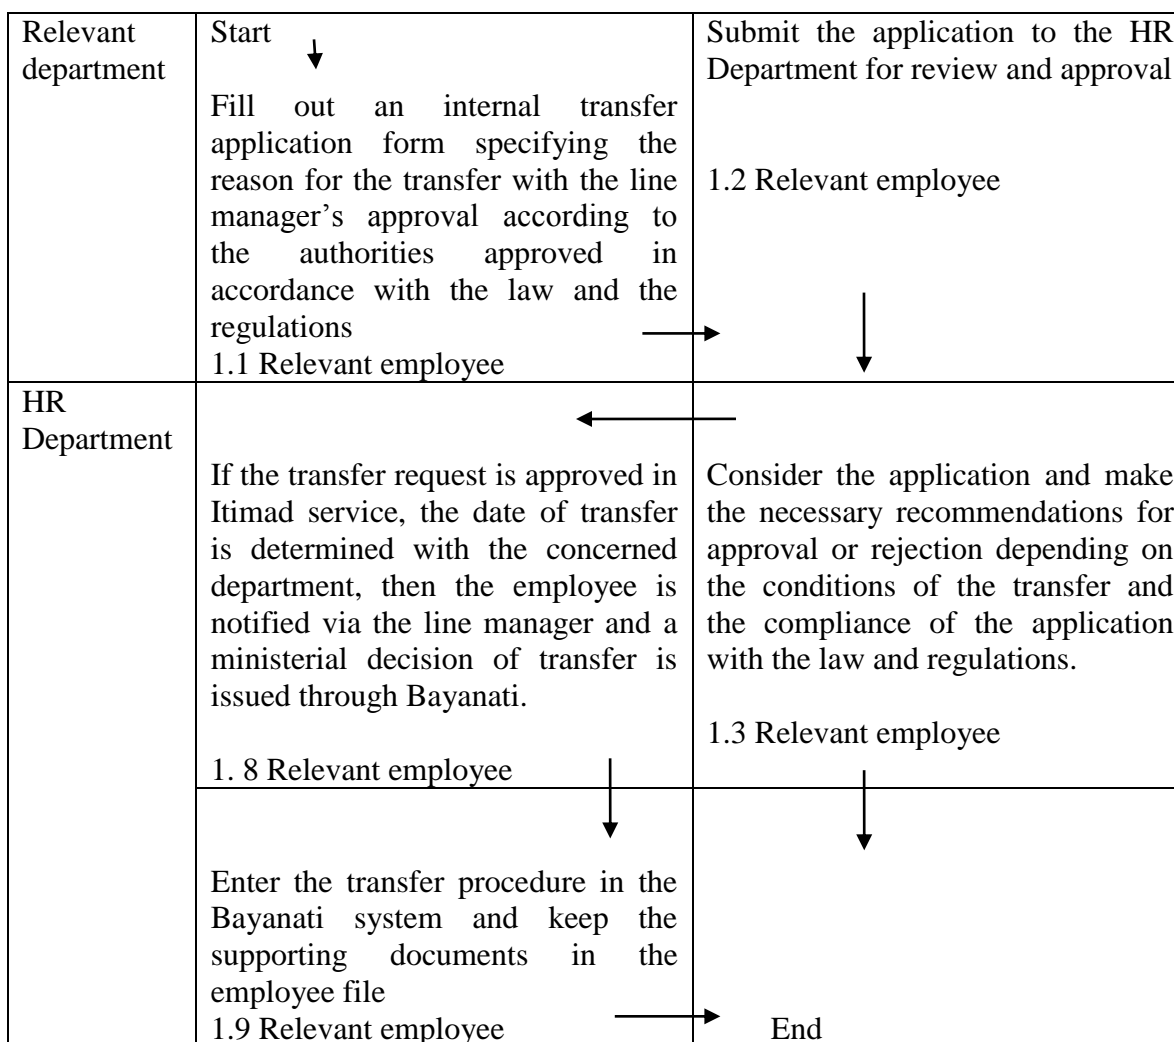 Relevant
department
Start
Fill out an internal transfer
application form specifying the
reason for the transfer with the line
manager’s approval according to
the authorities approved in
accordance with the law and the
regulations
1.1 Relevant employee
Submit the application to the HR
Department for review and approval
1.2 Relevant employee
HR
Department
If the transfer request is approved in
Itimad service, the date of transfer
is determined with the concerned
department, then the employee is
notified via the line manager and a
ministerial decision of transfer is
issued through Bayanati.
1. 8 Relevant employee
Consider the application and make
the necessary recommendations for
approval or rejection depending on
the conditions of the transfer and
the compliance of the application
with the law and regulations.
1.3 Relevant employee
Enter the transfer procedure in the
Bayanati system and keep the
supporting documents in the
employee file
1.9 Relevant employee
End